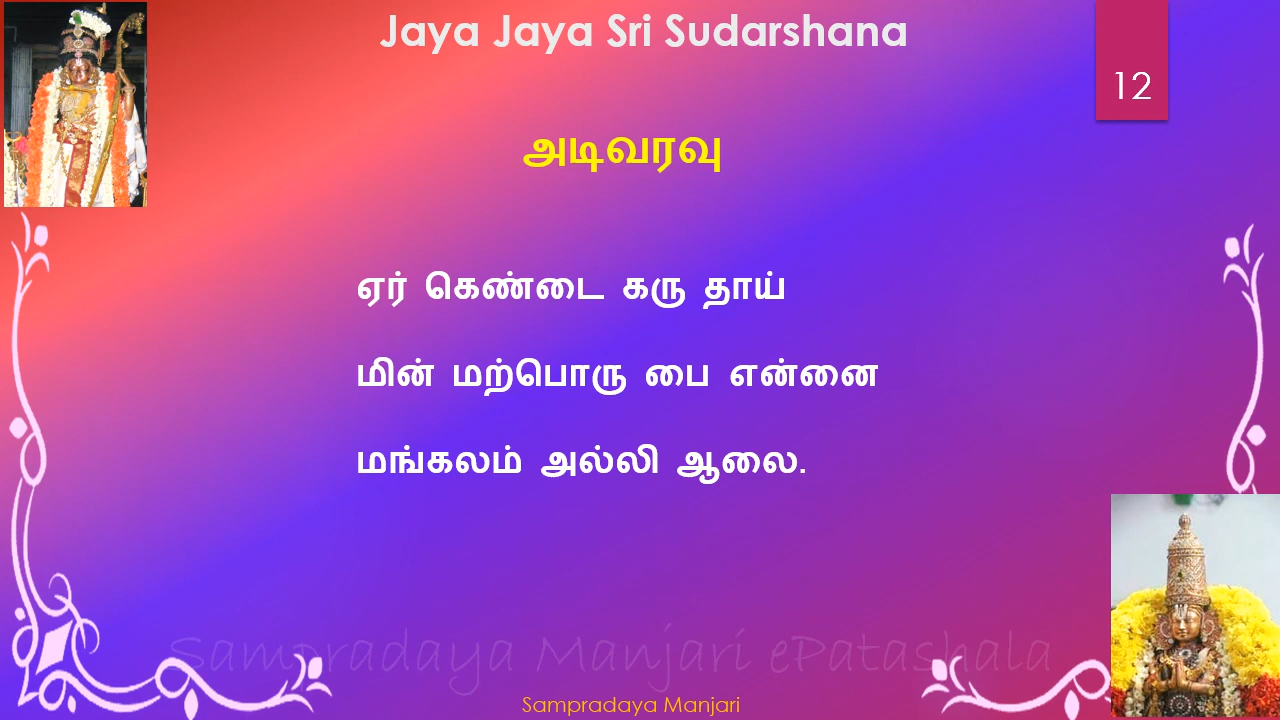 Jaya Jaya Sri Sudarshana
12
அடிவரவு
ஏர் கெண்டை கரு தாய்
மின் மற்பொரு பை என்னை
மங்கலம் அல்லி ஆலை.
Sampradaya Manjari ePatashala
Sampradaya Manjari